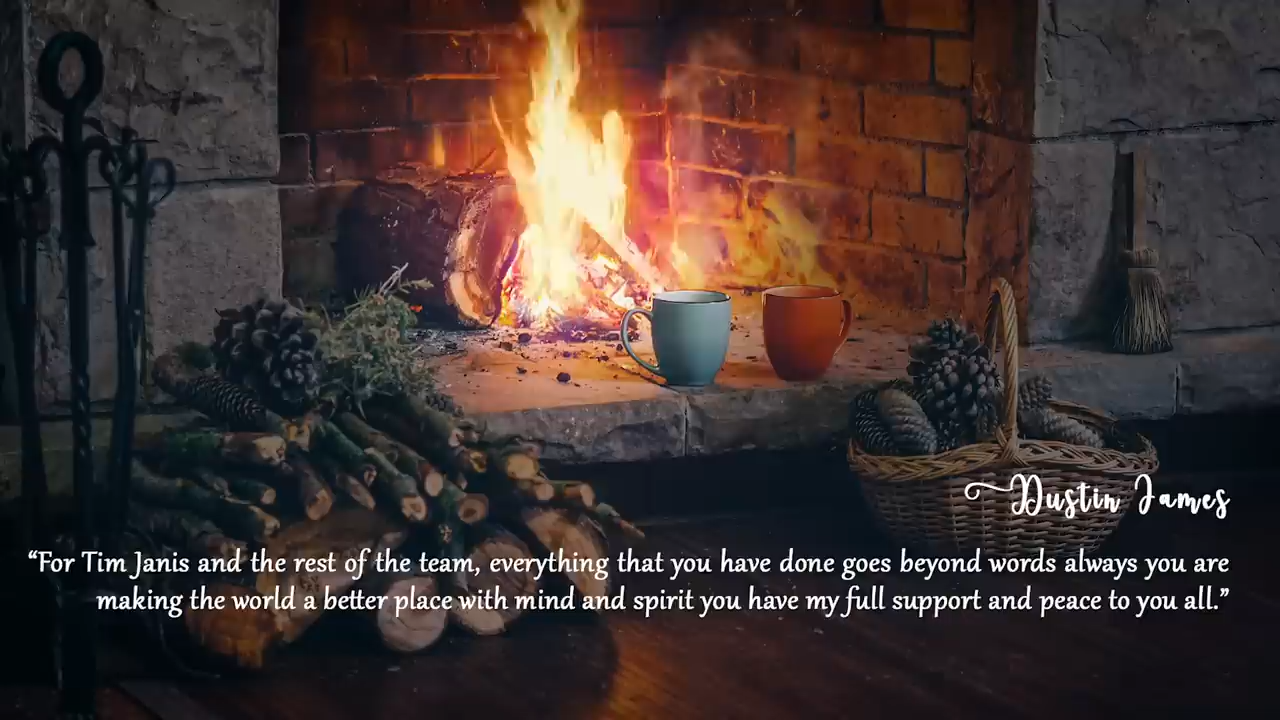 Dustin James
“For Tim Janis and the rest of the team, everything that you have done goes beyond words always you are
making the world a better place with mind and spirit you have my full support and peace to you all.”